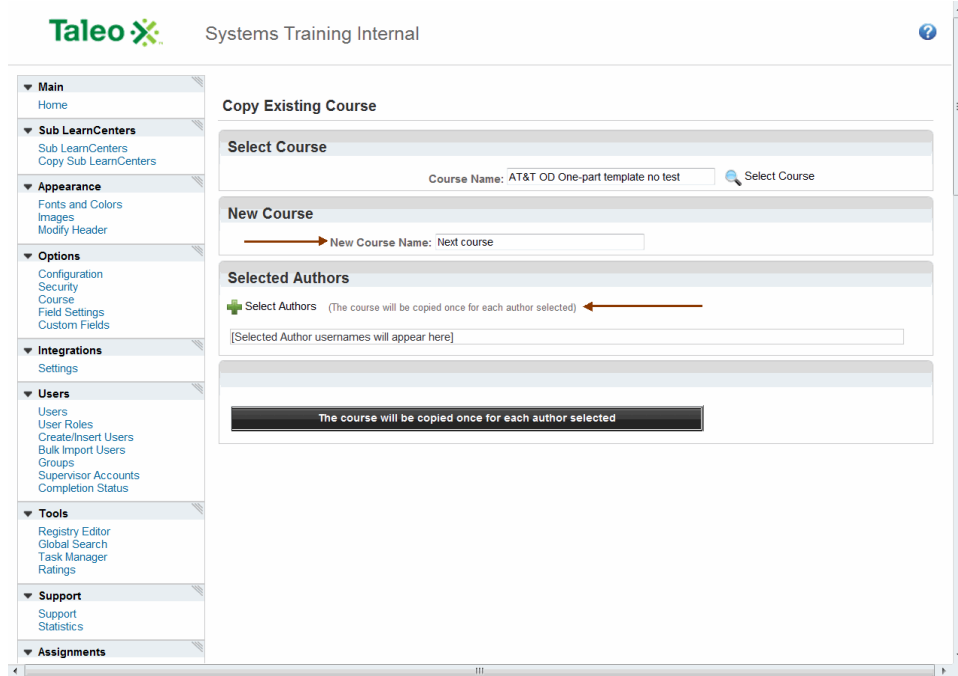 Taleo
Systems Training Internal
?
Main
Home
Sub LearnCenters
Sub LearnCenters
Copy Sub LearnCenters
Appearance
Fonts and Colors
Images
Modify Header
Options
Configuration
Security
Course
Field Settings
Custom Fields
Integrations
Settings
Users
Users
User Roles
Create/Insert Users
Bulk Import Users
Groups
Supervisor Accounts
Completion Status
Tools
Registry Editor
Global Search
Task Manager
Ratings
Support
Support
Statistics
Assignments
Copy Existing Course
Select Course
Course Name: AT&T OD One-part template no test Select Course
New Course
New Course Name: Next course
Selected Authors
Select Authors (The course will be copied once for each author selected)
[Selected Author usernames will appear here]
The course will be copied once for each author selected